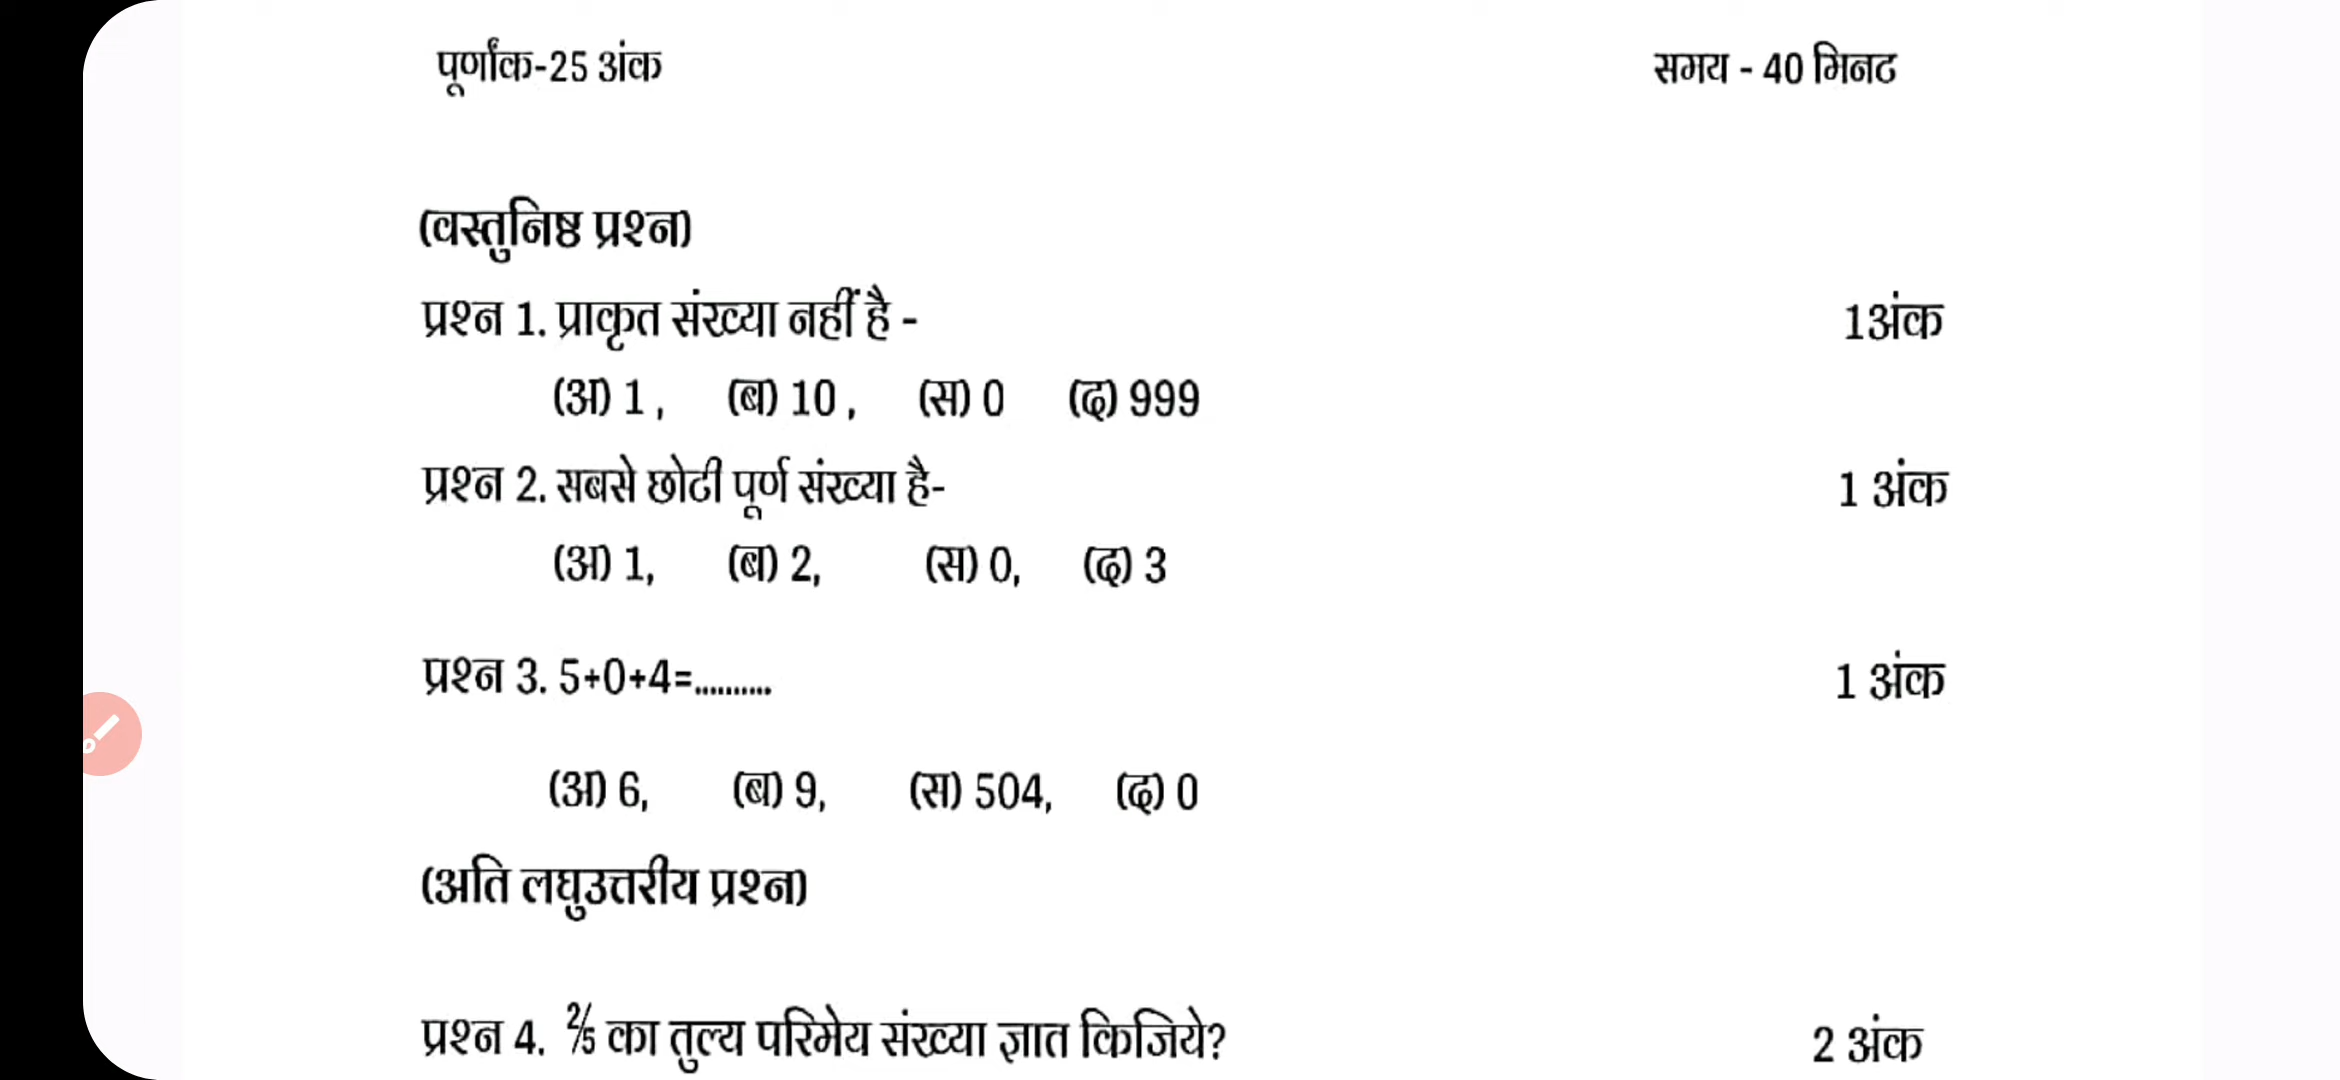 पूर्णांक-25 अंक समय - 40 मिनट
(वस्तुनिष्ठ प्रश्न)
प्रश्न 1. प्राकृत संख्या नहीं है - 1अंक
(अ) 1 , (ब) 10 , (स) 0 (द) 999
प्रश्न 2. सबसे छोटी पूर्ण संख्या है- 1 अंक
(अ) 1, (ब) 2, (स) 0, (द) 3
प्रश्न 3. 5+0+4=.......... 1 अंक
(अ) 6, (ब) 9, (स) 504, (द) 0
(अति लघुउत्तरीय प्रश्न)
प्रश्न 4. 2/5 का तुल्य परिमेय संख्या ज्ञात किजिये? 2 अंक